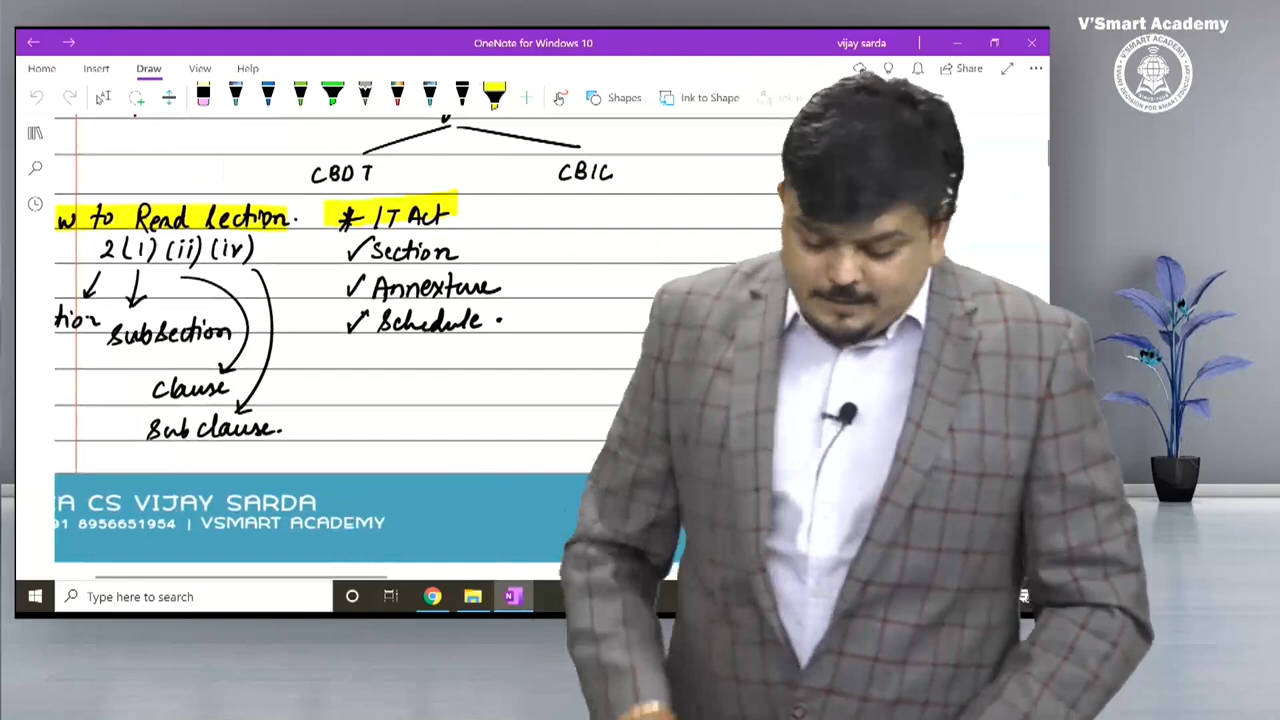 V'Smart Academy
OneNote for Windows 10
vijay sarda
Home Insert Draw View Help
Share
Shapes
Ink to Shape
CBDT CBIC
w to Read Section. * IT Act
2(1)(ii)(iv) ✓Section
✓ Annexture
tion Subsection ✓ Schedule.
Clause
Subclause.
A CS VIJAY SARDA
91 8956651954 | VSMART ACADEMY
Type here to search